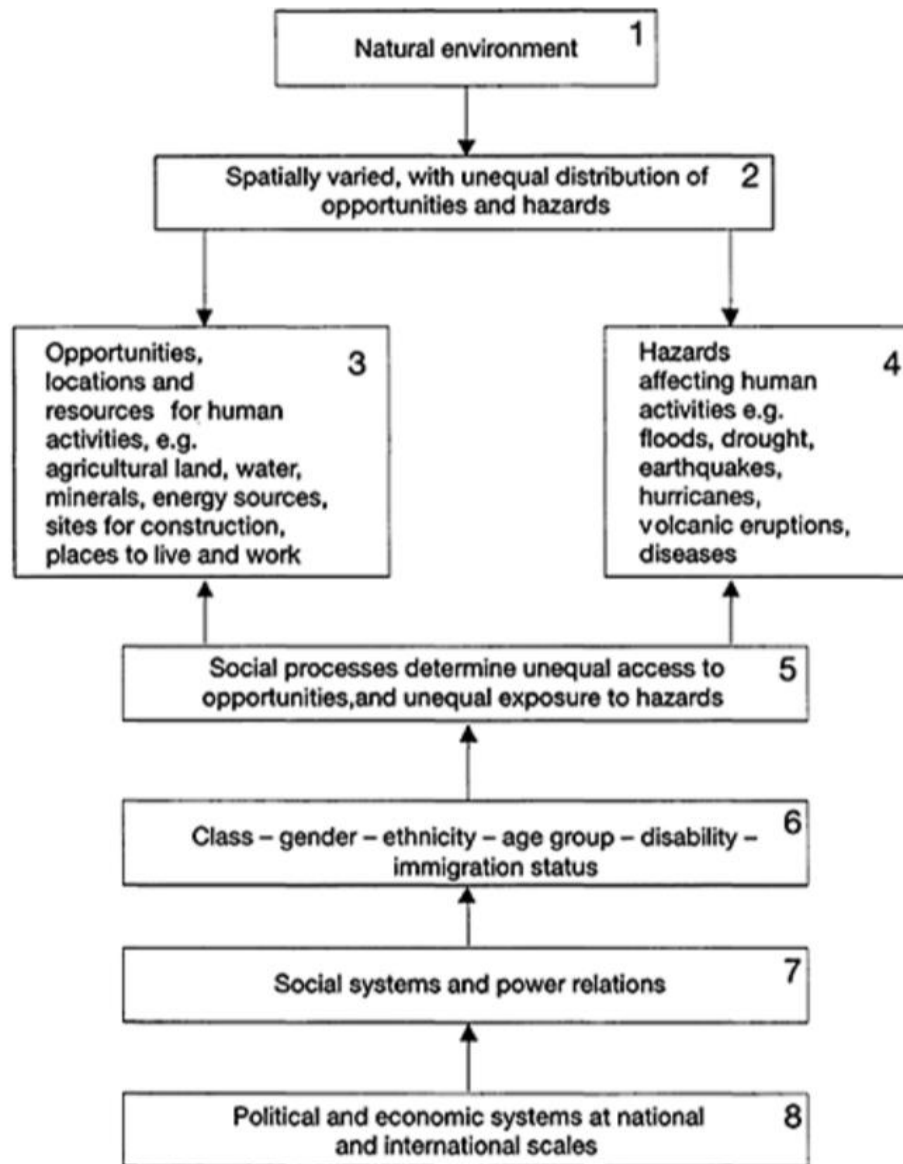 1
Natural environment
2
Spatially varied, with unequal distribution of
opportunities and hazards
3
Opportunities,
locations and
resources for human
activities, e.g.
agricultural land, water,
minerals, energy sources,
sites for construction,
places to live and work
4
Hazards
affecting human
activities e.g.
floods, drought,
earthquakes,
hurricanes,
volcanic eruptions,
diseases
5
Social processes determine unequal access to
opportunities,and unequal exposure to hazards
6
Class – gender – ethnicity – age group – disability –
immigration status
7
Social systems and power relations
8
Political and economic systems at national
and international scales